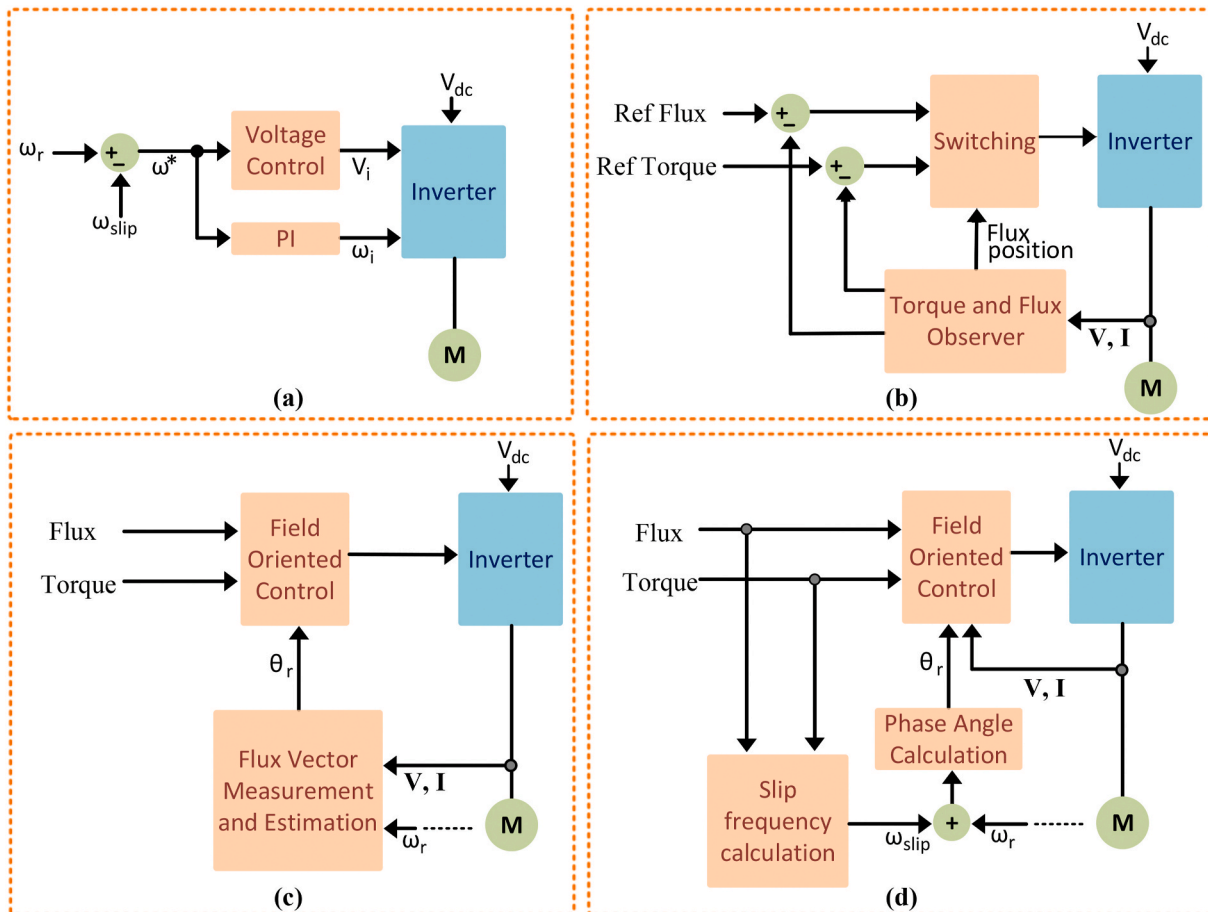 V_dc
Voltage
Control
ω_r
+
-
ω*
V_i
Inverter
ω_slip
PI
ω_i
M
(a)
V_dc
Ref Flux
+
-
Switching
Inverter
Ref Torque
+
-
Flux
position
Torque and Flux
Observer
V, I
M
(b)
V_dc
Flux
Field
Oriented
Control
Inverter
Torque
θ_r
Flux Vector
Measurement
and Estimation
V, I
ω_r
M
(c)
V_dc
Flux
Field
Oriented
Control
Inverter
Torque
θ_r
V, I
Phase Angle
Calculation
Slip
frequency
calculation
ω_slip
+
ω_r
M
(d)